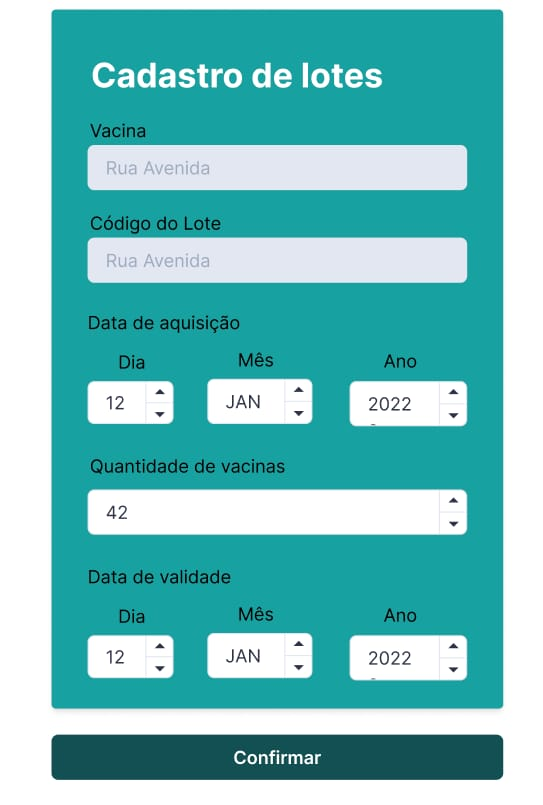 Cadastro de lotes
Vacina
Rua Avenida
Código do Lote
Rua Avenida
Data de aquisição
Dia Mês Ano
12 JAN 2022
Quantidade de vacinas
42
Data de validade
Dia Mês Ano
12 JAN 2022
Confirmar